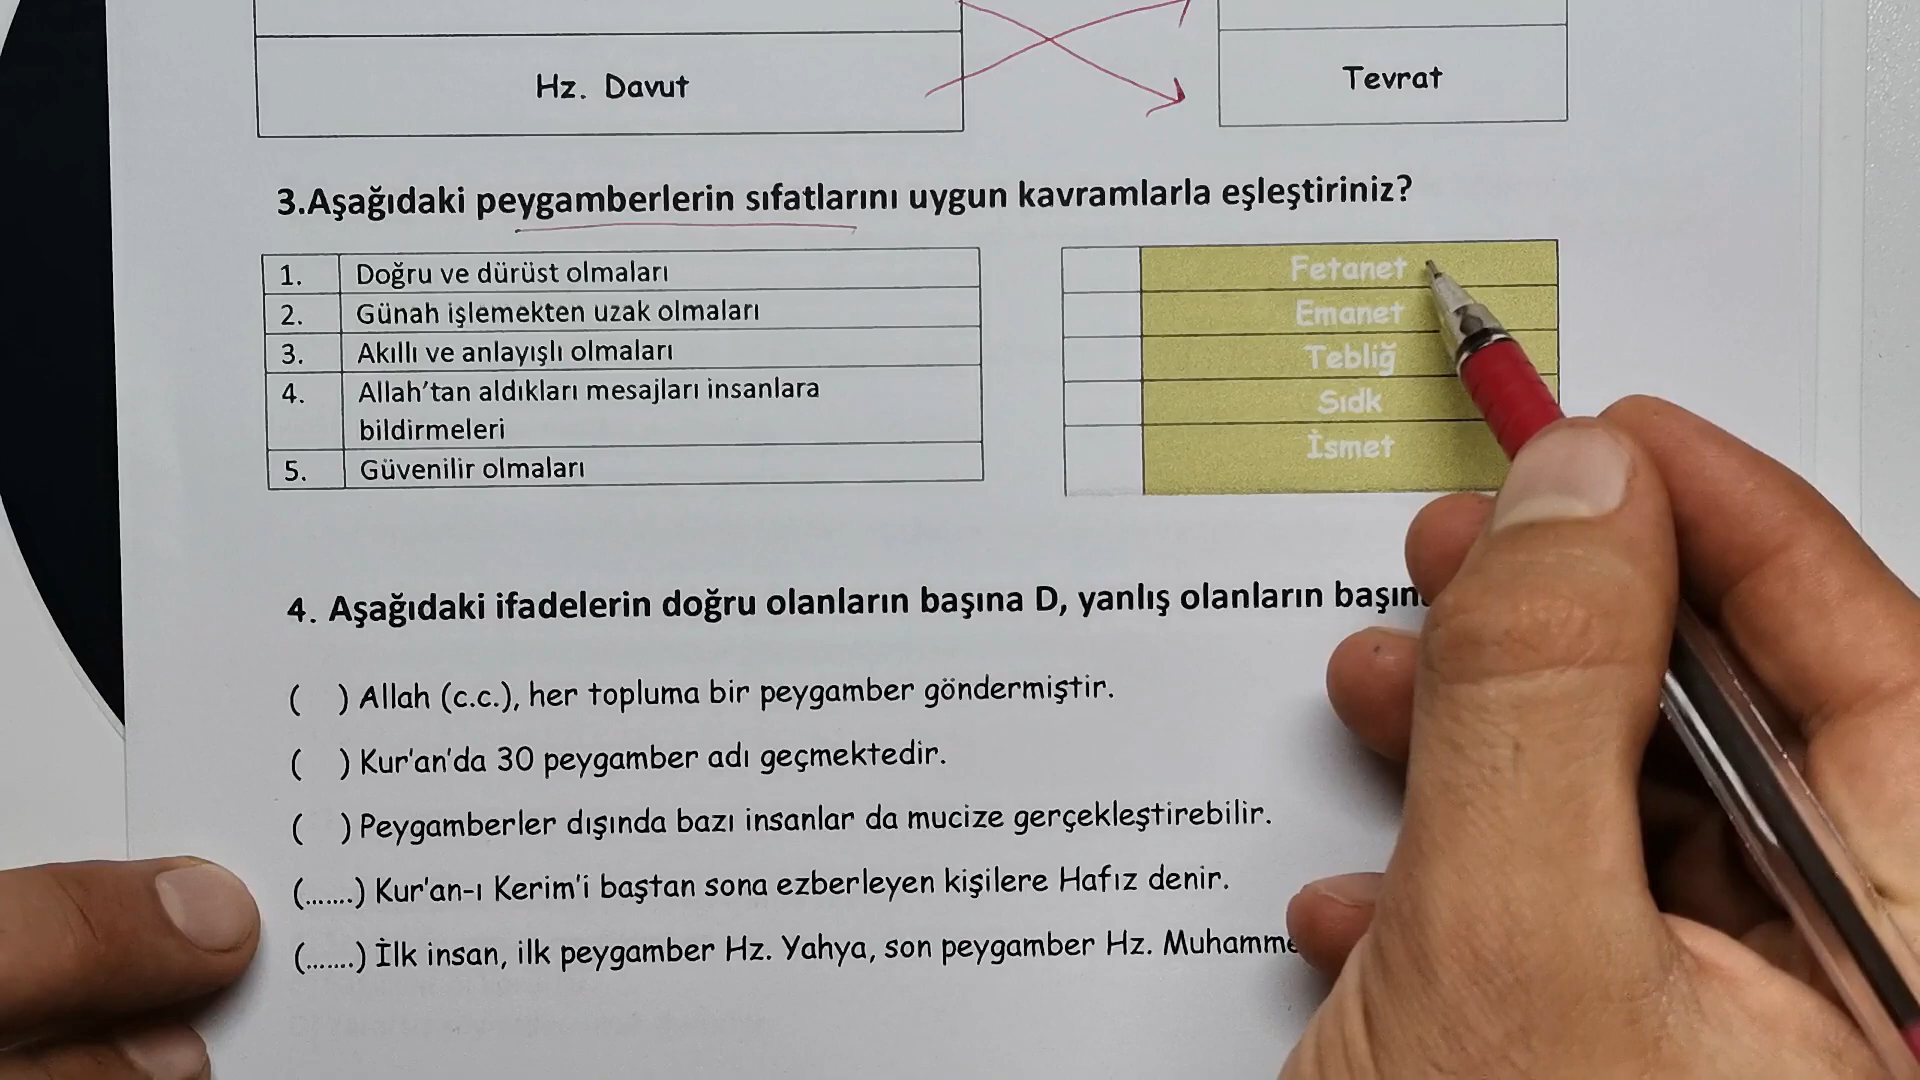 Hz. Davut
Tevrat
3.Aşağıdaki peygamberlerin sıfatlarını uygun kavramlarla eşleştiriniz?
1. Doğru ve dürüst olmaları
2. Günah işlemekten uzak olmaları
3. Akıllı ve anlayışlı olmaları
4. Allah'tan aldıkları mesajları insanlara
bildirmeleri
5. Güvenilir olmaları
Fetanet
Emanet
Tebliğ
Sıdk
İsmet
4. Aşağıdaki ifadelerin doğru olanların başına D, yanlış olanların
( ) Allah (c.c.), her topluma bir peygamber göndermiştir.
( ) Kur'an'da 30 peygamber adı geçmektedir.
( ) Peygamberler dışında bazı insanlar da mucize gerçekleştirebilir.
(.......) Kur'an-ı Kerim'i baştan sona ezberleyen kişilere Hafız denir.
(.......) İlk insan, ilk peygamber Hz. Yahya, son peygamber Hz.